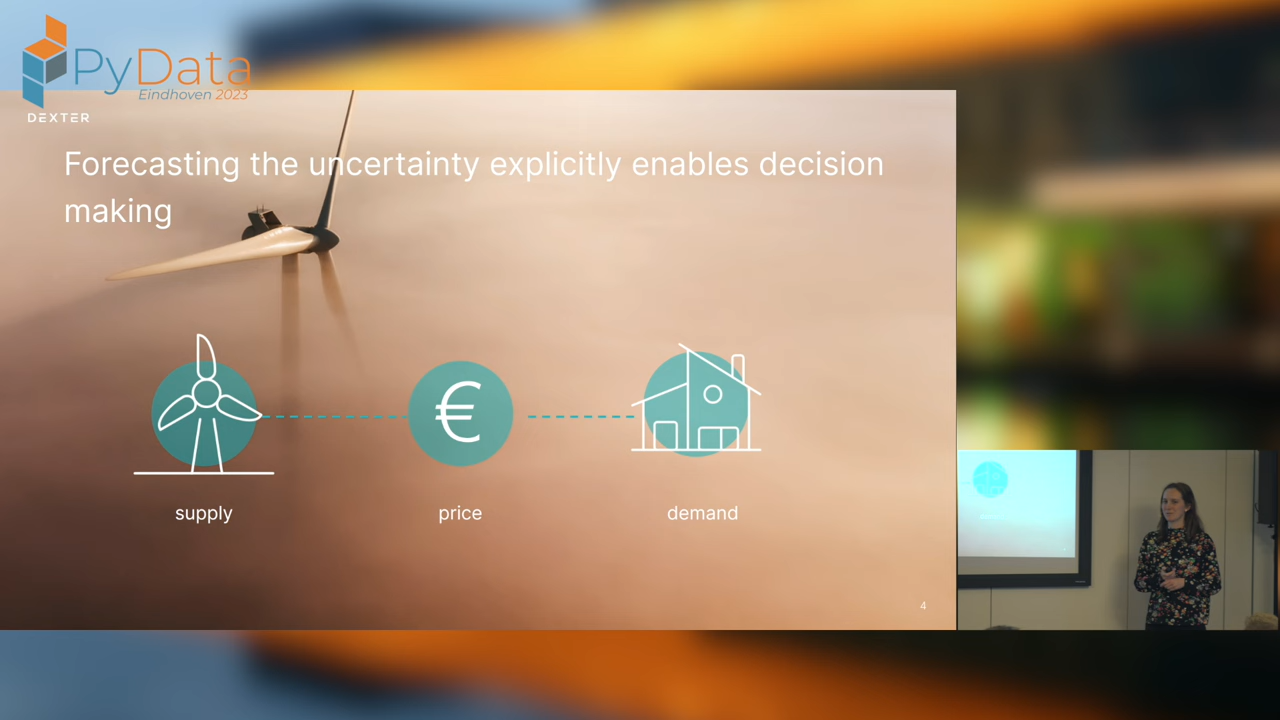 PyData
Eindhoven 2023
DEXTER
Forecasting the uncertainty explicitly enables decision
making
€
supply
price
demand
4